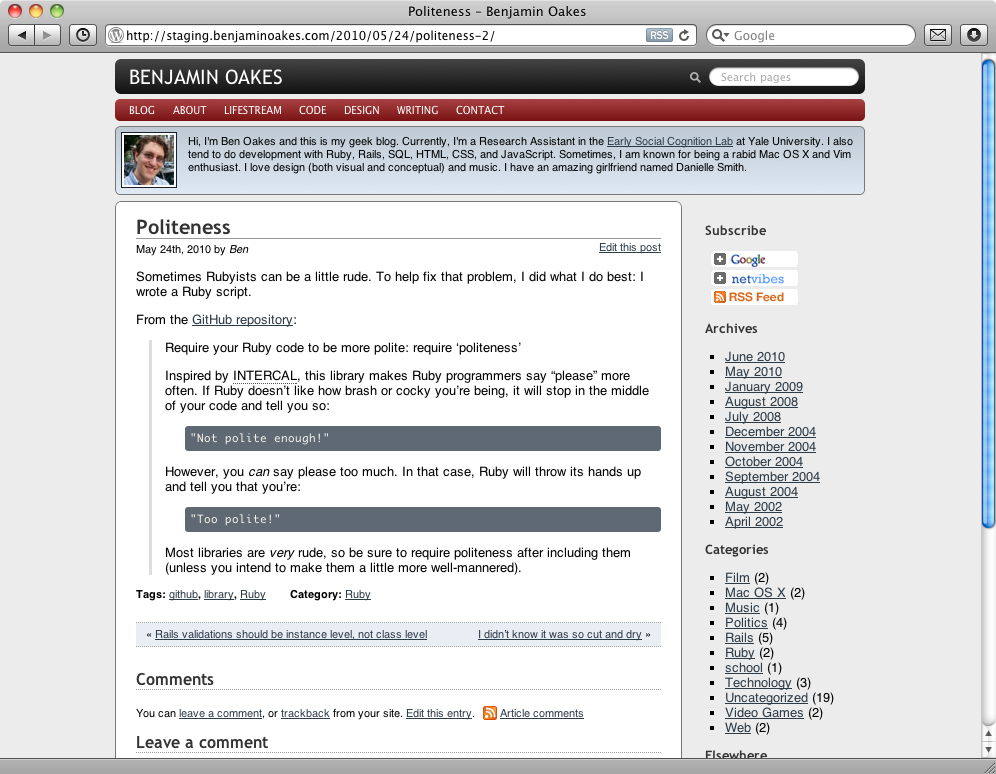 Politeness – Benjamin Oakes
http://staging.benjaminoakes.com/2010/05/24/politeness-2/
RSS
Google
BENJAMIN OAKES
Search pages
BLOG ABOUT LIFESTREAM CODE DESIGN WRITING CONTACT
Hi, I'm Ben Oakes and this is my geek blog. Currently, I'm a Research Assistant in the Early Social Cognition Lab at Yale University. I also
tend to do development with Ruby, Rails, SQL, HTML, CSS, and JavaScript. Sometimes, I am known for being a rabid Mac OS X and Vim
enthusiast. I love design (both visual and conceptual) and music. I have an amazing girlfriend named Danielle Smith.
Politeness
May 24th, 2010 by Ben
Edit this post
Sometimes Rubyists can be a little rude. To help fix that problem, I did what I do best: I
wrote a Ruby script.
From the GitHub repository:
Require your Ruby code to be more polite: require ‘politeness’
Inspired by INTERCAL, this library makes Ruby programmers say “please” more
often. If Ruby doesn’t like how brash or cocky you’re being, it will stop in the middle
of your code and tell you so:
"Not polite enough!"
However, you can say please too much. In that case, Ruby will throw its hands up
and tell you that you’re:
"Too polite!"
Most libraries are very rude, so be sure to require politeness after including them
(unless you intend to make them a little more well-mannered).
Tags: github, library, Ruby Category: Ruby
« Rails validations should be instance level, not class level
I didn’t know it was so cut and dry »
Comments
You can leave a comment, or trackback from your site. Edit this entry. Article comments
Leave a comment
Subscribe
Google
netvibes
RSS Feed
Archives
June 2010
May 2010
January 2009
August 2008
July 2008
December 2004
November 2004
October 2004
September 2004
August 2004
May 2002
April 2002
Categories
Film (2)
Mac OS X (2)
Music (1)
Politics (4)
Rails (5)
Ruby (2)
school (1)
Technology (3)
Uncategorized (19)
Video Games (2)
Web (2)
Elsewhere